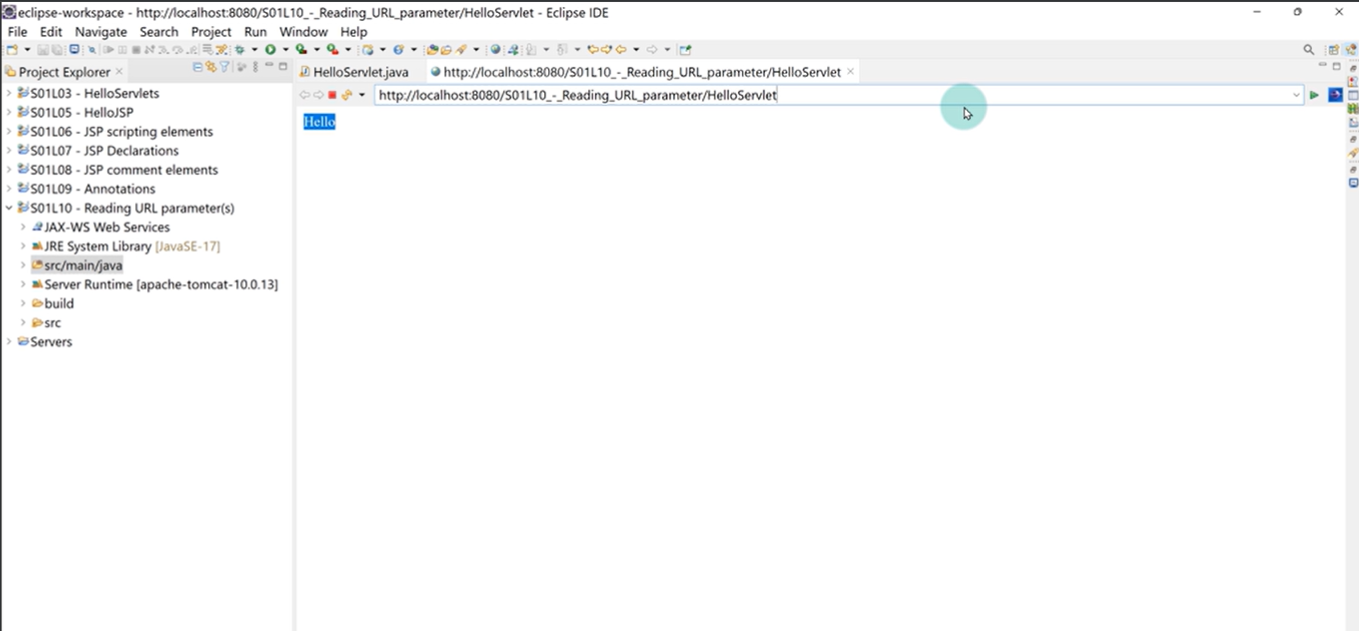 eclipse-workspace - http://localhost:8080/S01L10_-_Reading_URL_parameter/HelloServlet - Eclipse IDE
File Edit Navigate Search Project Run Window Help
Project Explorer
HelloServlet.java
http://localhost:8080/S01L10_-_Reading_URL_parameter/HelloServlet
http://localhost:8080/S01L10_-_Reading_URL_parameter/HelloServlet
Hello
S01L03 - HelloServlets
S01L05 - HelloJSP
S01L06 - JSP scripting elements
S01L07 - JSP Declarations
S01L08 - JSP comment elements
S01L09 - Annotations
S01L10 - Reading URL parameter(s)
JAX-WS Web Services
JRE System Library [JavaSE-17]
src/main/java
Server Runtime [apache-tomcat-10.0.13]
build
src
Servers